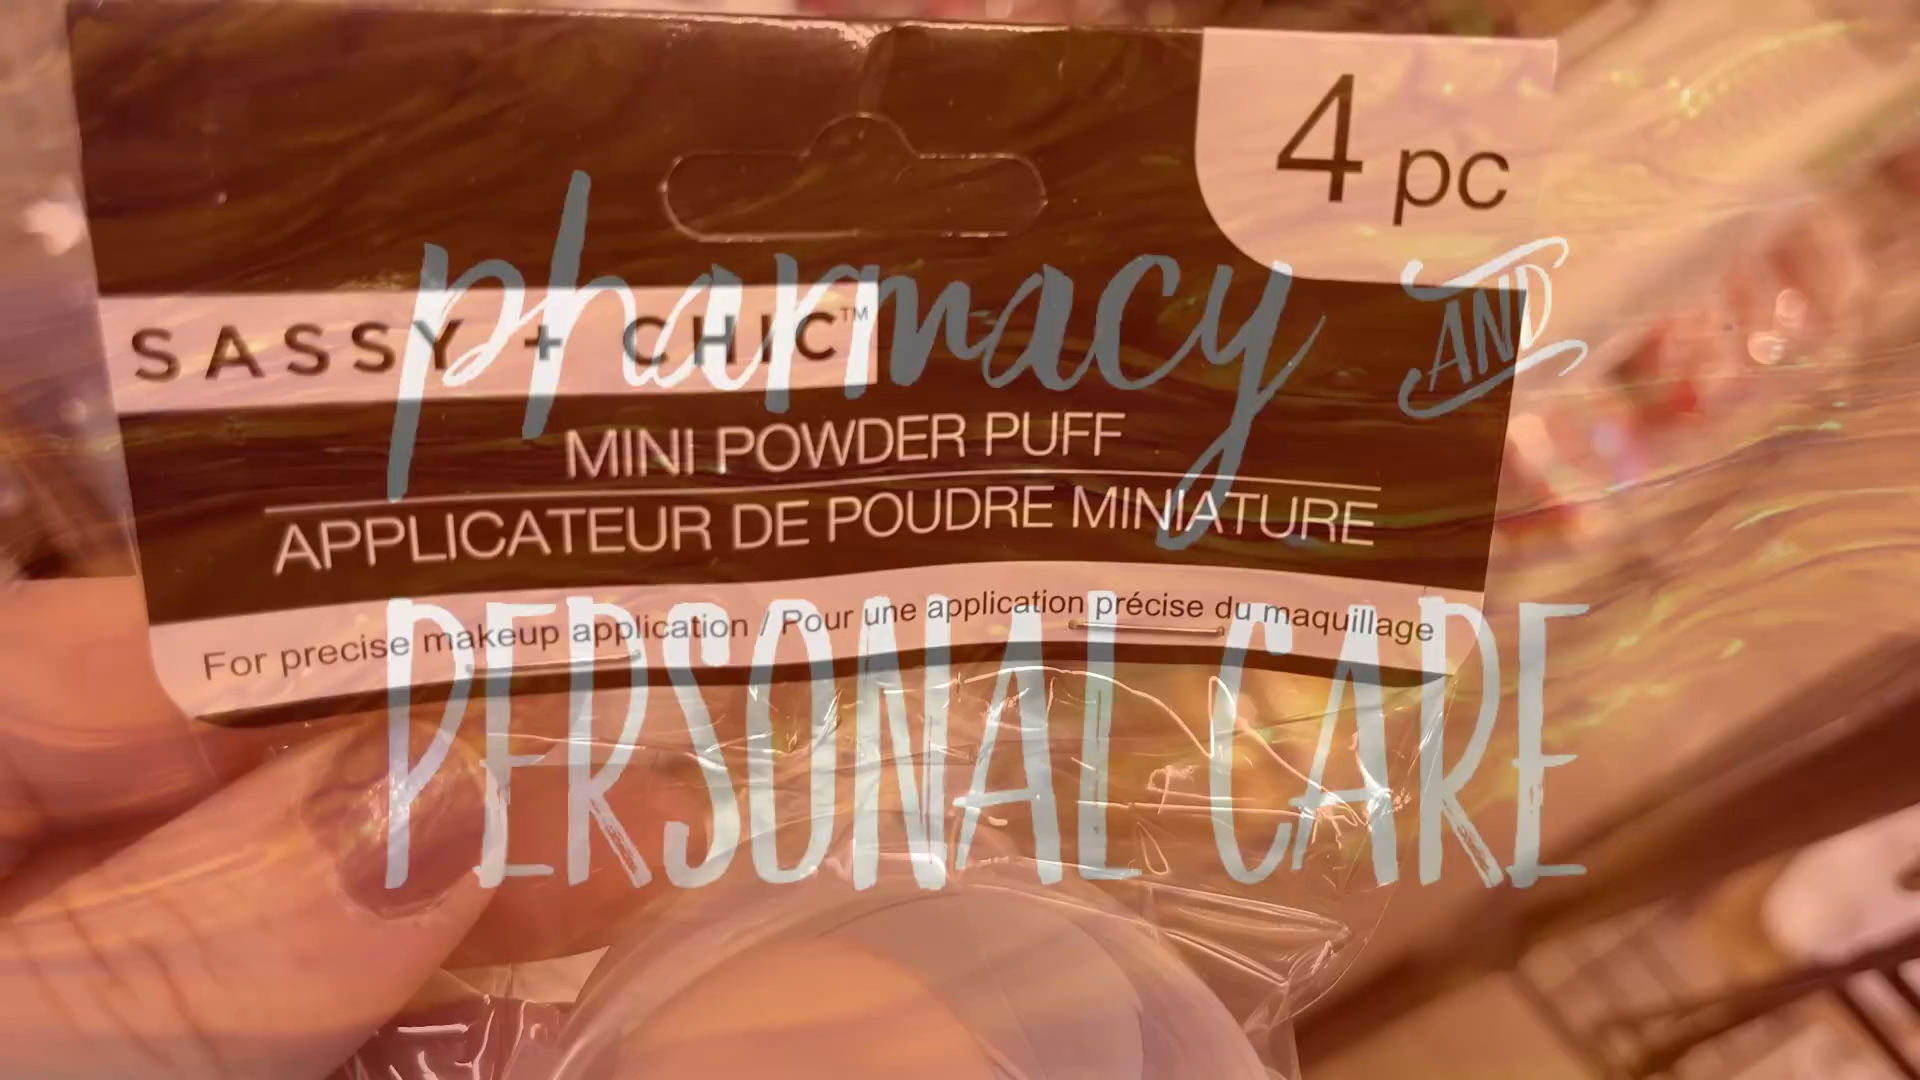 4 pc
pharmacy AND
SASSY + CHIC™
MINI POWDER PUFF
APPLICATEUR DE POUDRE MINIATURE
For precise makeup application / Pour une application précise du maquillage
PERSONAL CARE